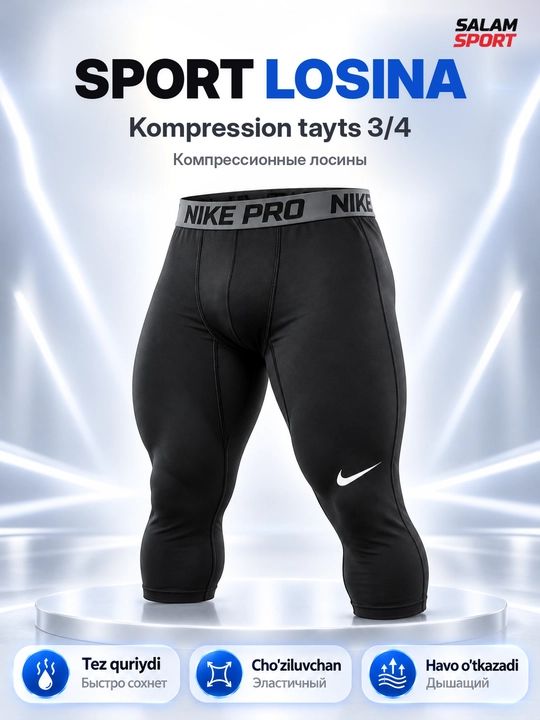 SALAM
SPORT
SPORT LOSINA
Kompression tayts 3/4
Компрессионные лосины
NIKE PRO NIKE
Tez quriydi
Быстро сохнет
Cho'ziluvchan
Эластичный
Havo o'tkazadi
Дышащий